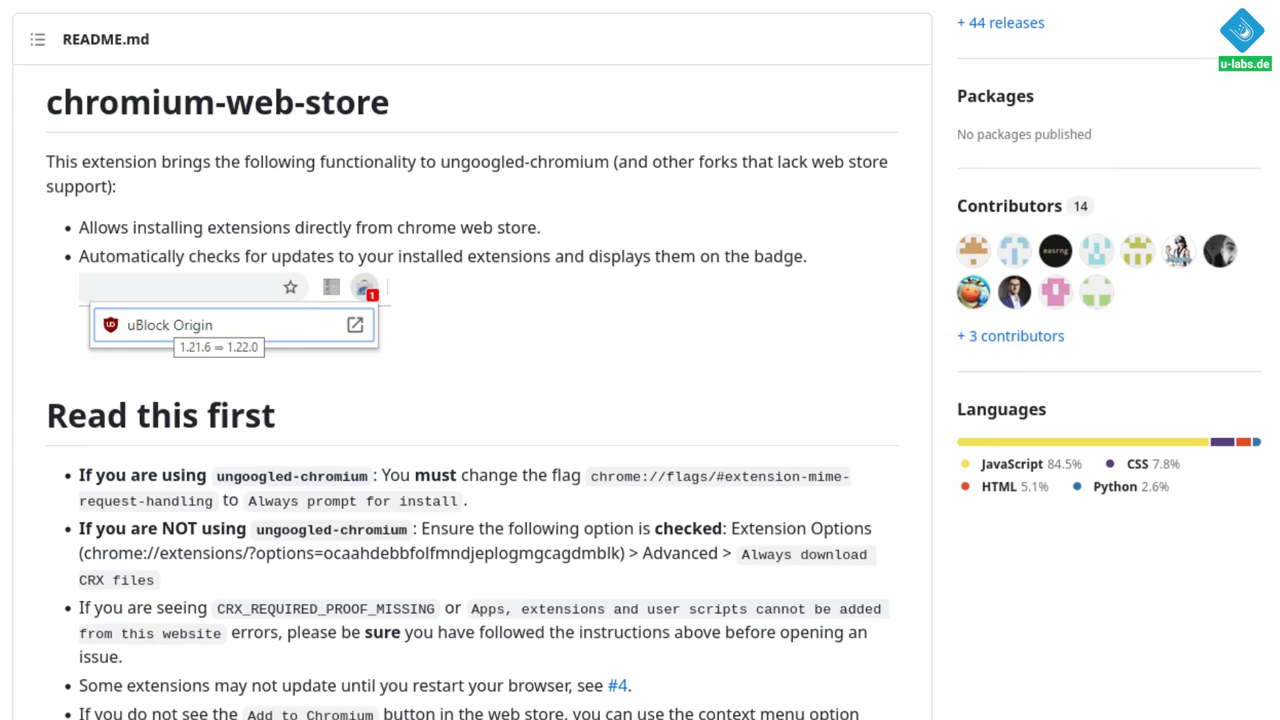 README.md
chromium-web-store
This extension brings the following functionality to ungoogled-chromium (and other forks that lack web store
support):
• Allows installing extensions directly from chrome web store.
• Automatically checks for updates to your installed extensions and displays them on the badge.
1
uBlock Origin
1.21.6 ⇒ 1.22.0
Read this first
• If you are using ungoogled-chromium: You must change the flag chrome://flags/#extension-mime-
request-handling to Always prompt for install.
• If you are NOT using ungoogled-chromium: Ensure the following option is checked: Extension Options
(chrome://extensions/?options=ocaahdebbfolfmndjeplogmgcagdmblk) > Advanced > Always download
CRX files
• If you are seeing CRX_REQUIRED_PROOF_MISSING or Apps, extensions and user scripts cannot be added
from this website errors, please be sure you have followed the instructions above before opening an
issue.
• Some extensions may not update until you restart your browser, see #4.
• If you do not see the Add to Chromium button in the web store, you can use the context menu option
+ 44 releases
u-labs.de
Packages
No packages published
Contributors 14
easrng
+ 3 contributors
Languages
JavaScript 84.5% CSS 7.8%
HTML 5.1% Python 2.6%